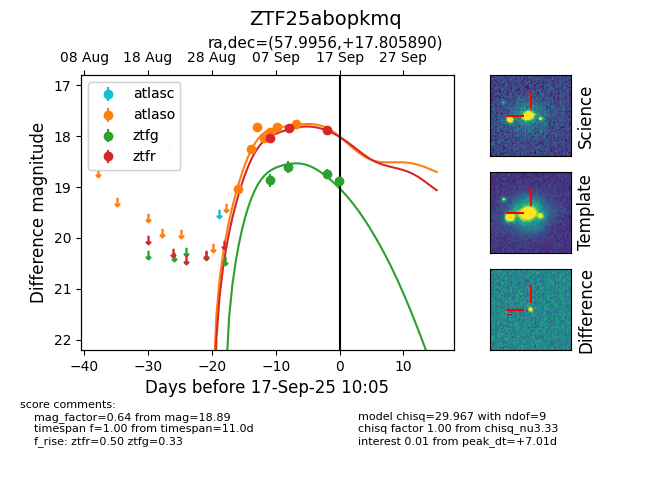 ZTF25abopkmq
ra,dec=(57.9956,+17.805890)
08 Aug 18 Aug 28 Aug 07 Sep 17 Sep 27 Sep
17
18
19
20
21
22
Difference magnitude
atlasc
atlaso
ztfg
ztfr
−40 −30 −20 −10 0 10
Days before 17-Sep-25 10:05
Science
Template
Difference
score comments:
mag_factor=0.64 from mag=18.89
timespan f=1.00 from timespan=11.0d
f_rise: ztfr=0.50 ztfg=0.33
model chisq=29.967 with ndof=9
chisq factor 1.00 from chisq_nu3.33
interest 0.01 from peak_dt=+7.01d